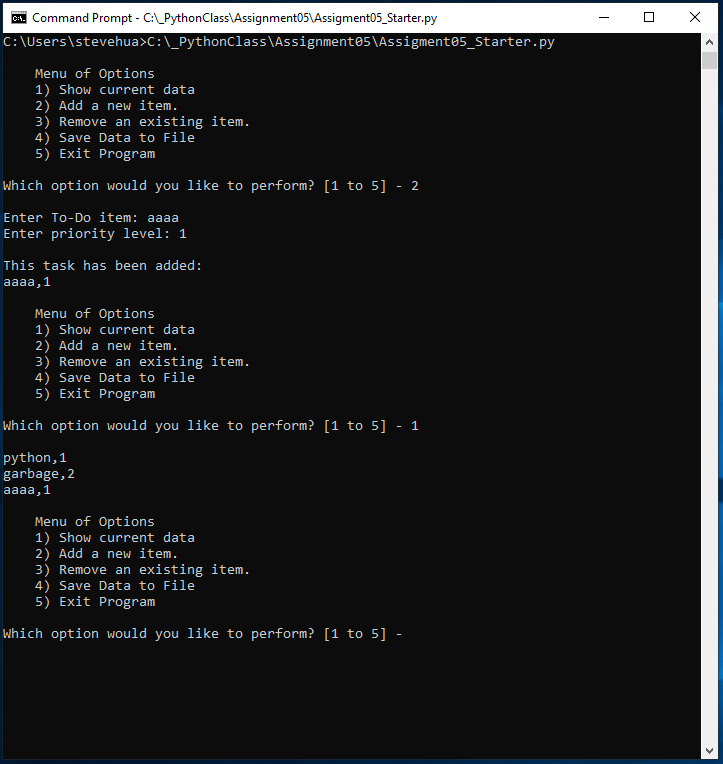 Command Prompt - C:\_PythonClass\Assignment05\Assigment05_Starter.py
C:\Users\stevehua>C:\_PythonClass\Assignment05\Assigment05_Starter.py
Menu of Options
1) Show current data
2) Add a new item.
3) Remove an existing item.
4) Save Data to File
5) Exit Program
Which option would you like to perform? [1 to 5] - 2
Enter To-Do item: aaaa
Enter priority level: 1
This task has been added:
aaaa,1
Menu of Options
1) Show current data
2) Add a new item.
3) Remove an existing item.
4) Save Data to File
5) Exit Program
Which option would you like to perform? [1 to 5] - 1
python,1
garbage,2
aaaa,1
Menu of Options
1) Show current data
2) Add a new item.
3) Remove an existing item.
4) Save Data to File
5) Exit Program
Which option would you like to perform? [1 to 5] -